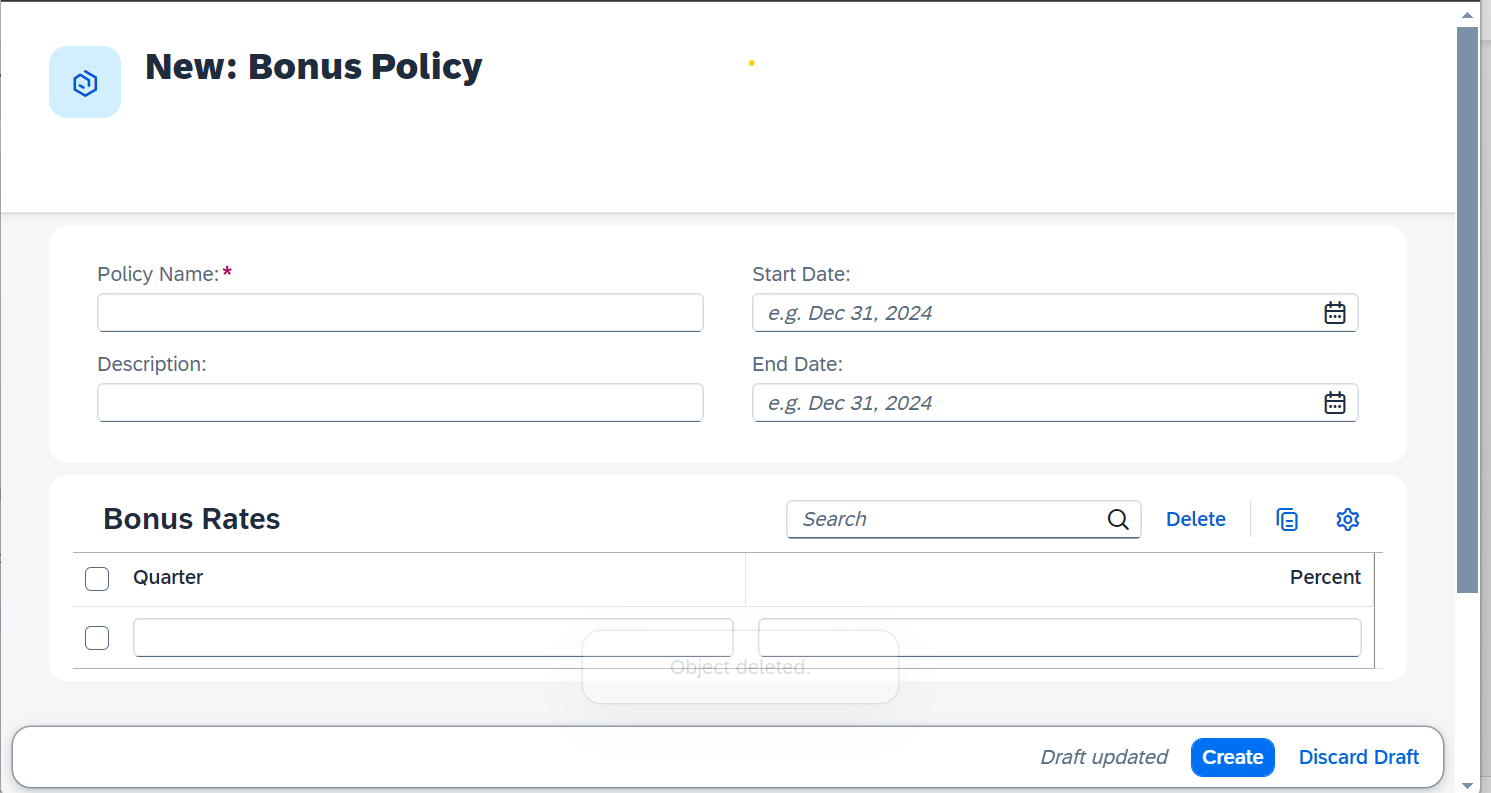 New: Bonus Policy
Policy Name:*
Start Date:
e.g. Dec 31, 2024
Description:
End Date:
e.g. Dec 31, 2024
Bonus Rates
Search
Delete
Quarter
Percent
Object deleted.
Draft updated
Create
Discard Draft